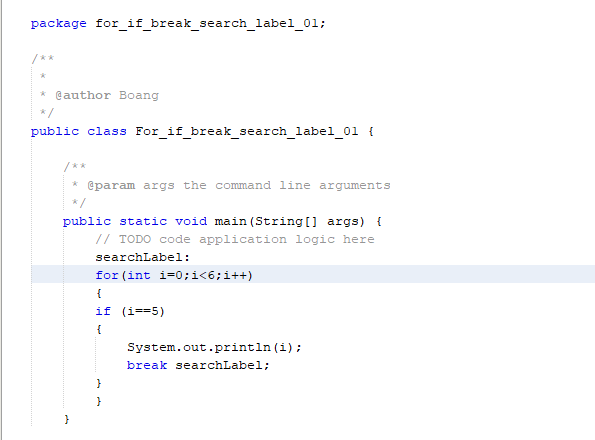 package for_if_break_search_label_01;
/**
*
* @author Boang
*/
public class For_if_break_search_label_01 {
/**
* @param args the command line arguments
*/
public static void main(String[] args) {
// TODO code application logic here
searchLabel:
for(int i=0;i<6;i++)
{
if (i==5)
{
System.out.println(i);
break searchLabel;
}
}
}